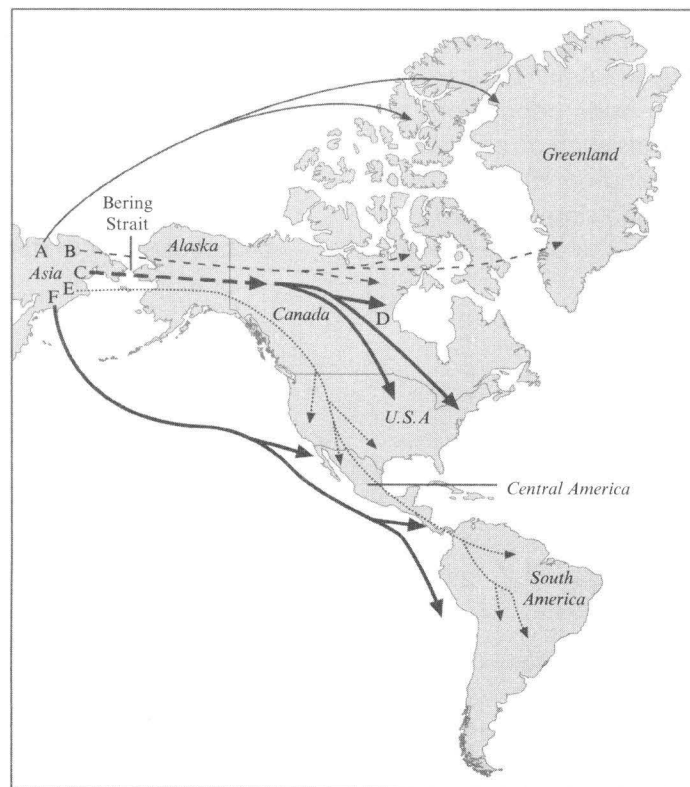 Greenland
Bering
Strait
Alaska
A
B
Asia
C
F
E
Canada
D
U.S.A
Central America
South
America